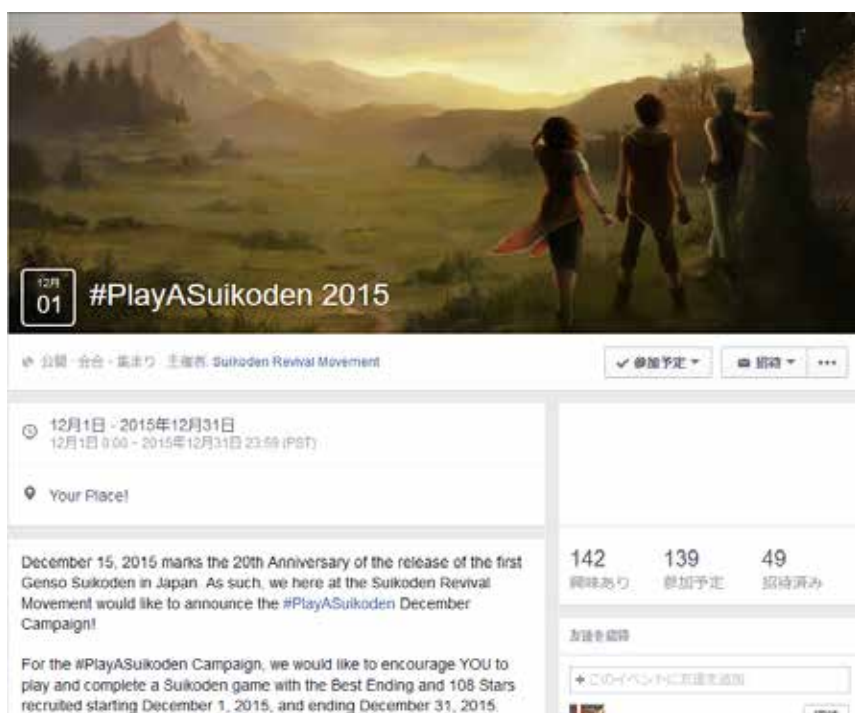 12月
01
#PlayASuikoden 2015
公開・会合・集まり 主催者: Suikoden Revival Movement
参加予定
招待
12月1日 - 2015年12月31日
12月1日 0:00 - 2015年12月31日 23:59 (PST)
Your Place!
December 15, 2015 marks the 20th Anniversary of the release of the first
Genso Suikoden in Japan. As such, we here at the Suikoden Revival
Movement would like to announce the #PlayASuikoden December
Campaign!
For the #PlayASuikoden Campaign, we would like to encourage YOU to
play and complete a Suikoden game with the Best Ending and 108 Stars
recruited starting December 1, 2015, and ending December 31, 2015.
142
139
49
興味あり
参加予定
招待済み
友達を招待
+ このイベントに友達を追加